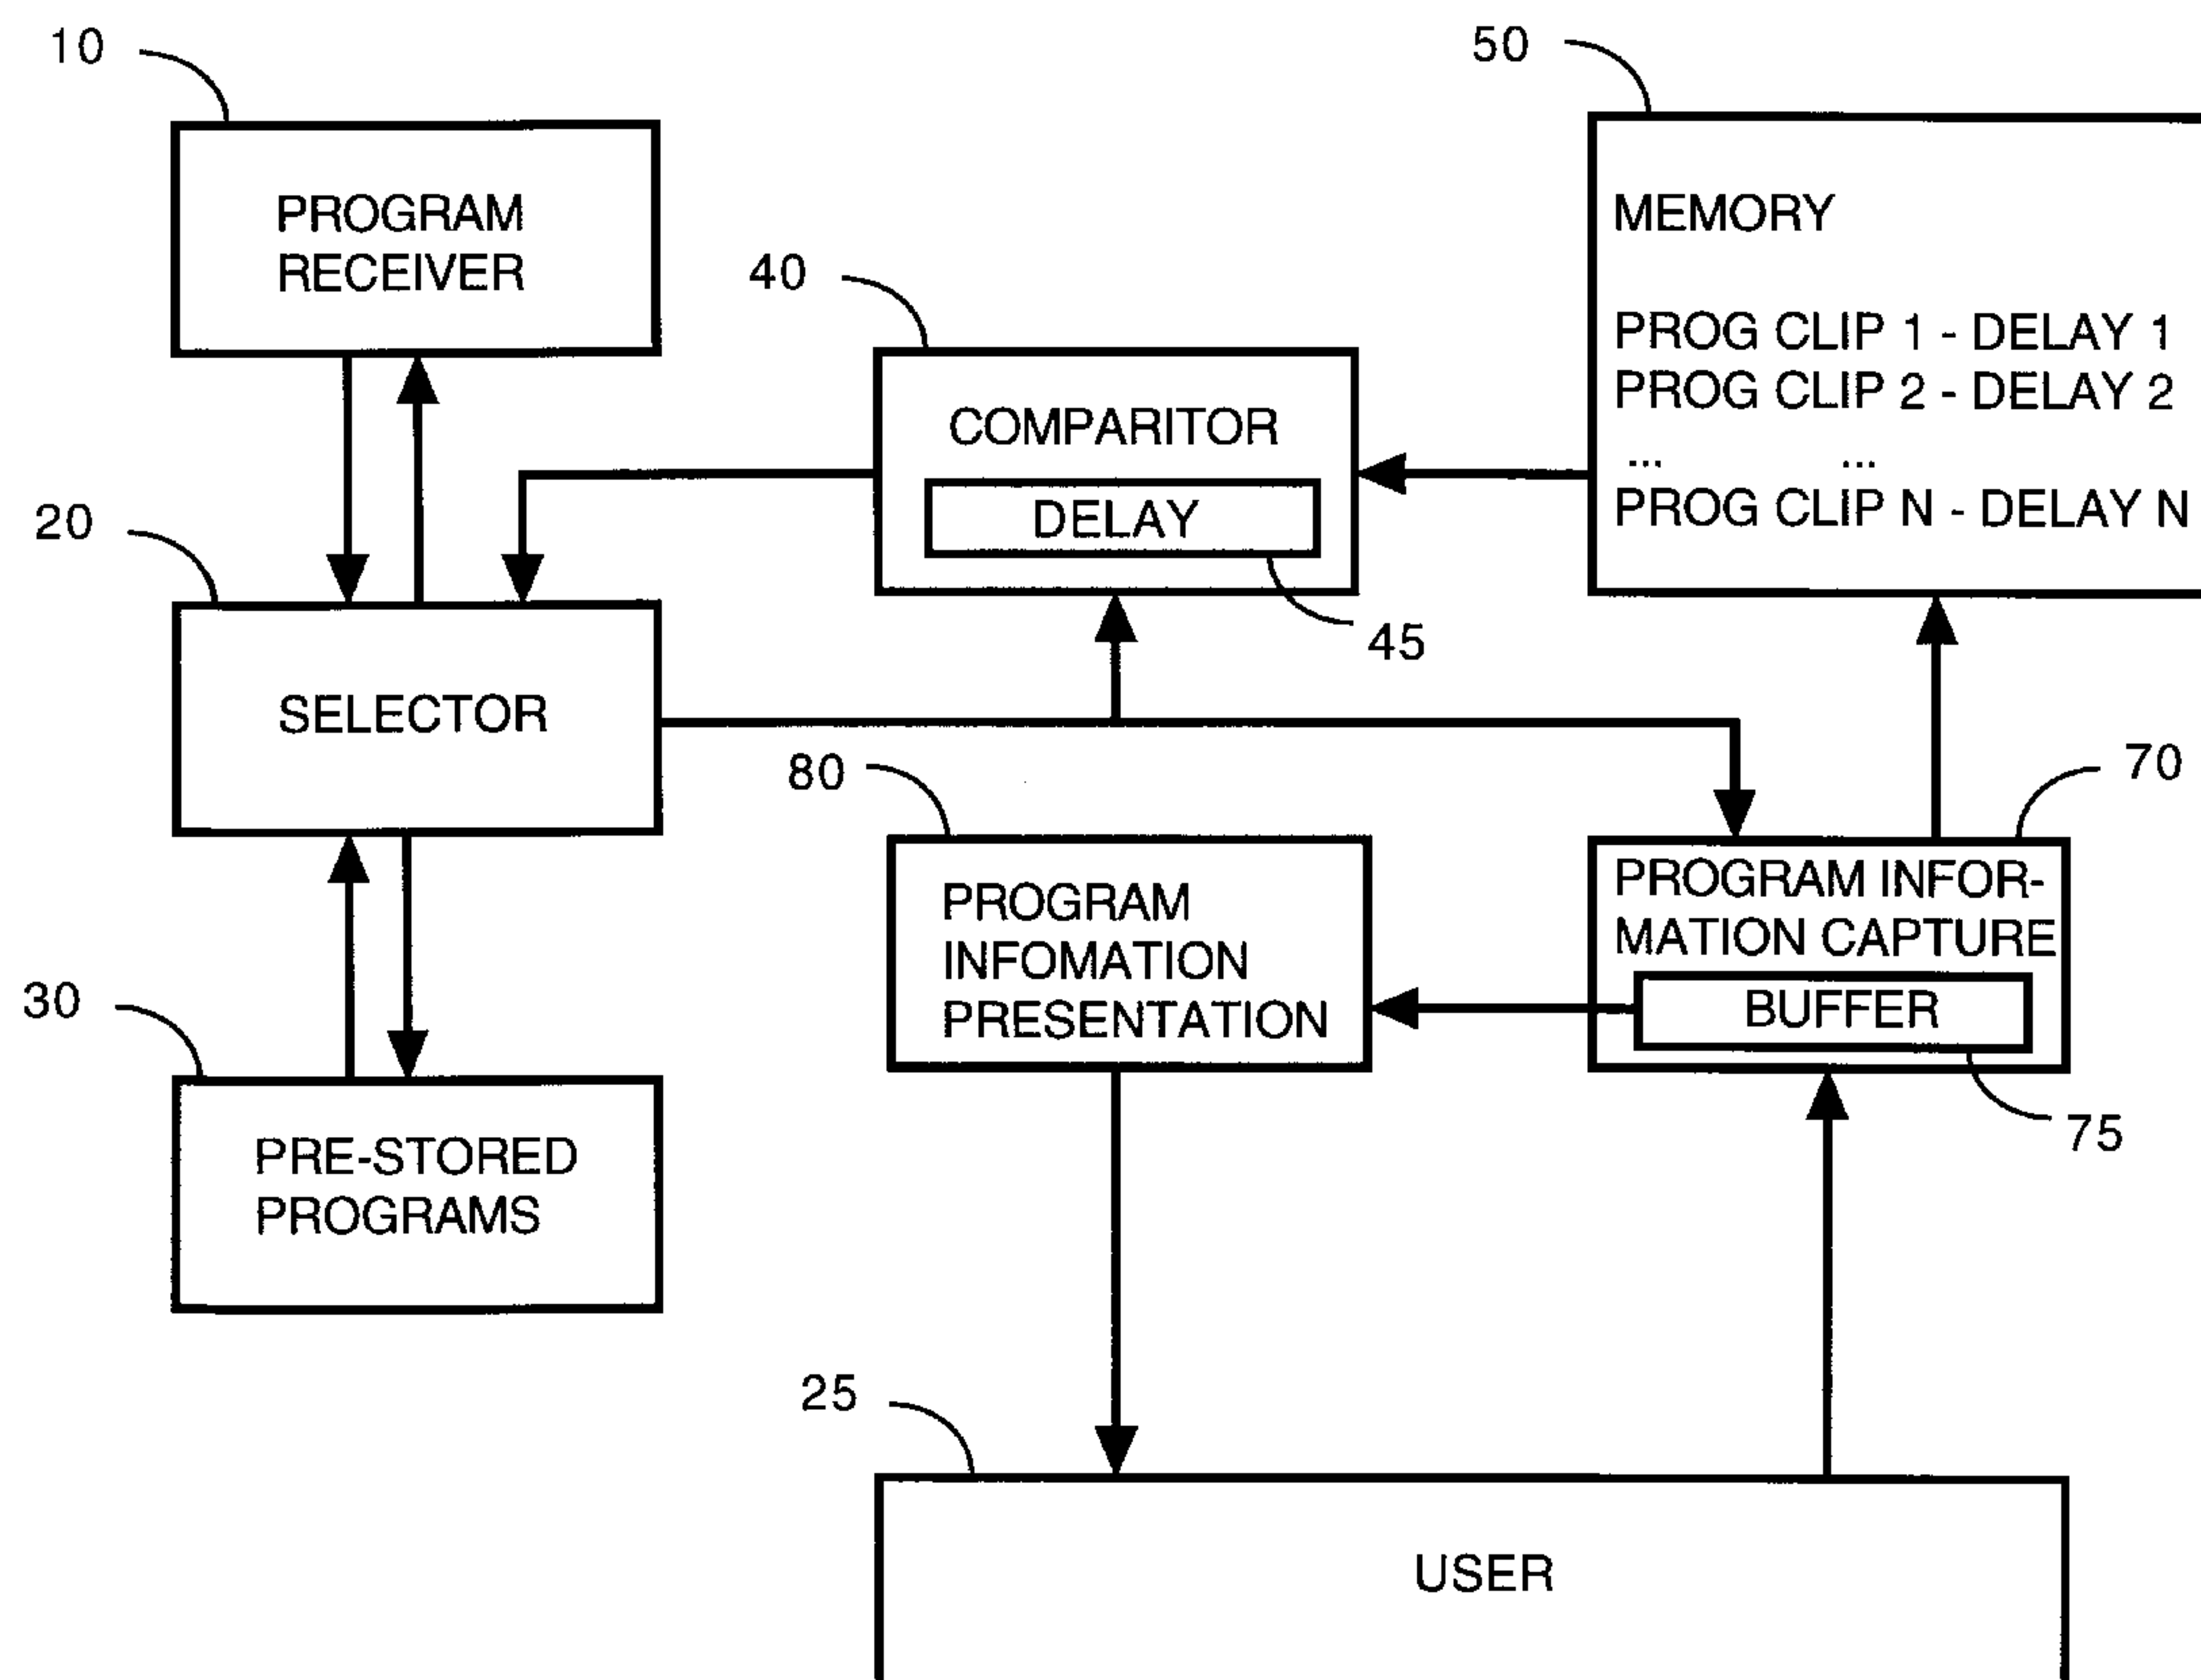 10
50
PROGRAM
RECEIVER
MEMORY
PROG CLIP 1 - DELAY 1
PROG CLIP 2 - DELAY 2
... ...
PROG CLIP N - DELAY N
40
COMPARITOR
DELAY
45
20
SELECTOR
80
PROGRAM
INFOMATION
PRESENTATION
70
PROGRAM INFOR-
MATION CAPTURE
BUFFER
75
30
PRE-STORED
PROGRAMS
25
USER